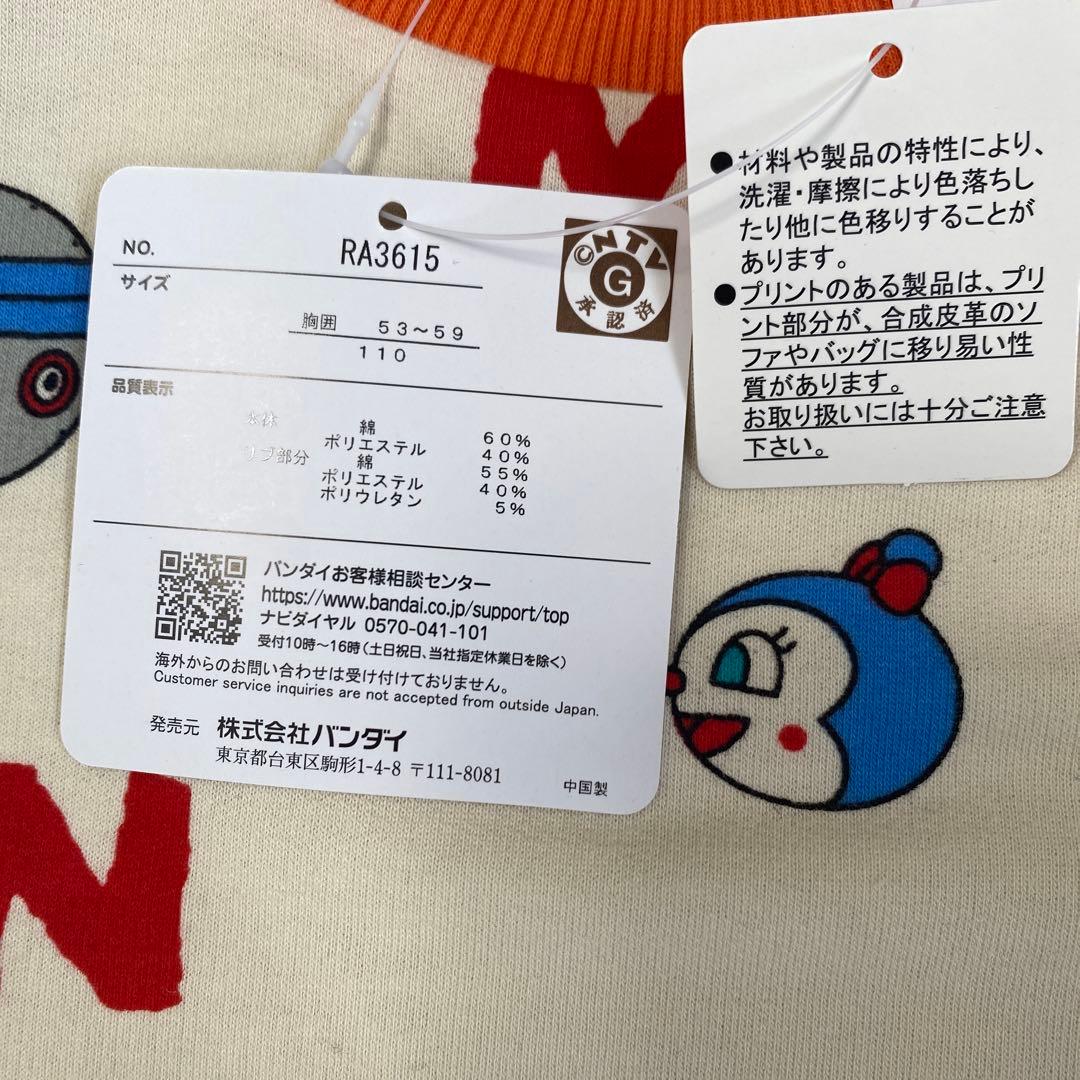 NO.
RA3615
サイズ
胸囲 53～59
110
品質表示
本体 綿 60%
ポリエステル 40%
リブ部分 綿 55%
ポリエステル 40%
ポリウレタン 5%
バンダイお客様相談センター
https://www.bandai.co.jp/support/top
ナビダイヤル 0570-041-101
受付10時～16時(土日祝日、当社指定休業日を除く)
海外からのお問い合わせは受け付けておりません。
Customer service inquiries are not accepted from outside Japan.
発売元 株式会社バンダイ
東京都台東区駒形1-4-8 〒111-8081
中国製
©NTV
G
承認済
●材料や製品の特性により、
洗濯・摩擦により色落ちし
たり他に色移りすることが
あります。
●プリントのある製品は、プリ
ント部分が、合成皮革のソ
ファやバッグに移り易い性
質があります。
お取り扱いには十分ご注意
下さい。
N